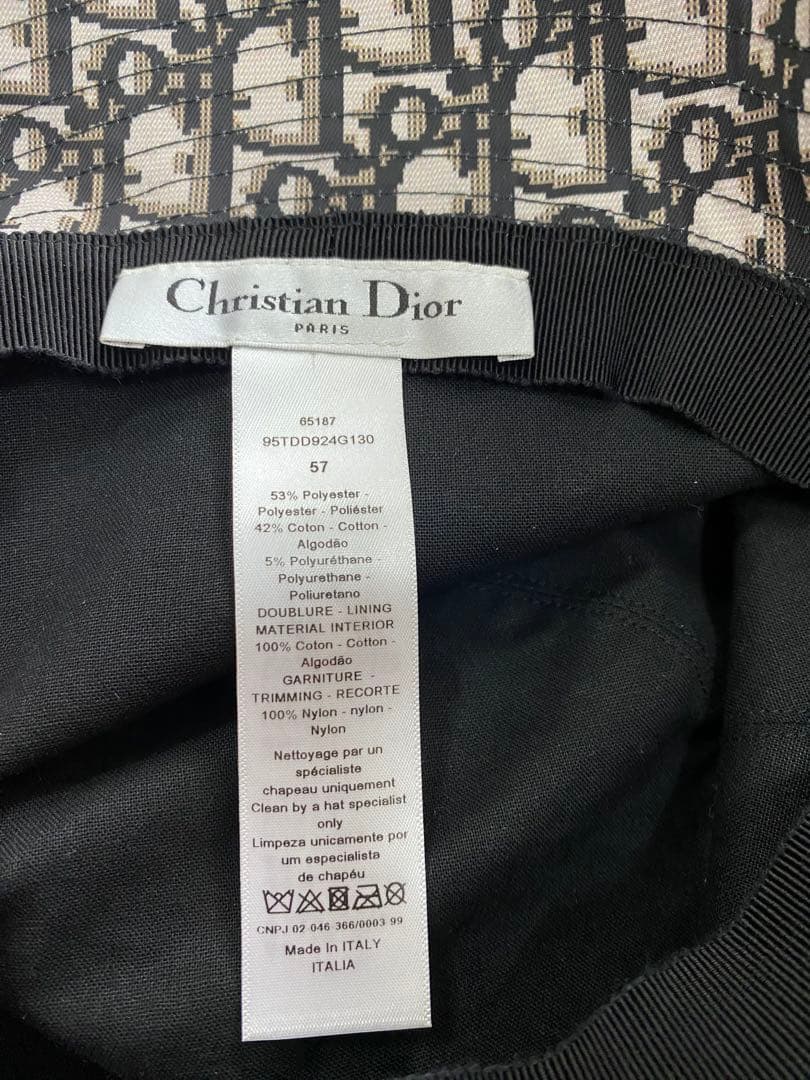 Christian Dior
PARIS
65187
95TDD924G130
57
53% Polyester -
Polyester - Poliéster
42% Coton - Cotton -
Algodão
5% Polyuréthane -
Polyurethane -
Poliuretano
DOUBLURE - LINING
MATERIAL INTERIOR
100% Coton - Cotton -
Algodão
GARNITURE -
TRIMMING - RECORTE
100% Nylon - nylon -
Nylon
Nettoyage par un
spécialiste
chapeau uniquement
Clean by a hat specialist
only
Limpeza unicamente por
um especialista
de chapéu
CNPJ 02-046-366/0003-99
Made In ITALY
ITALIA